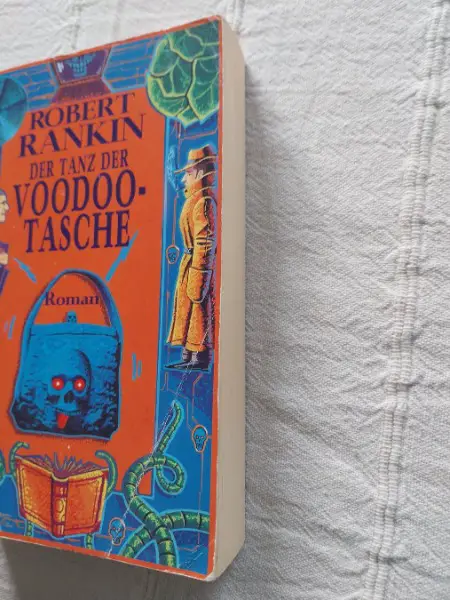 ROBERT
RANKIN
DER TANZ DER
VOODOO-
TASCHE
Roman